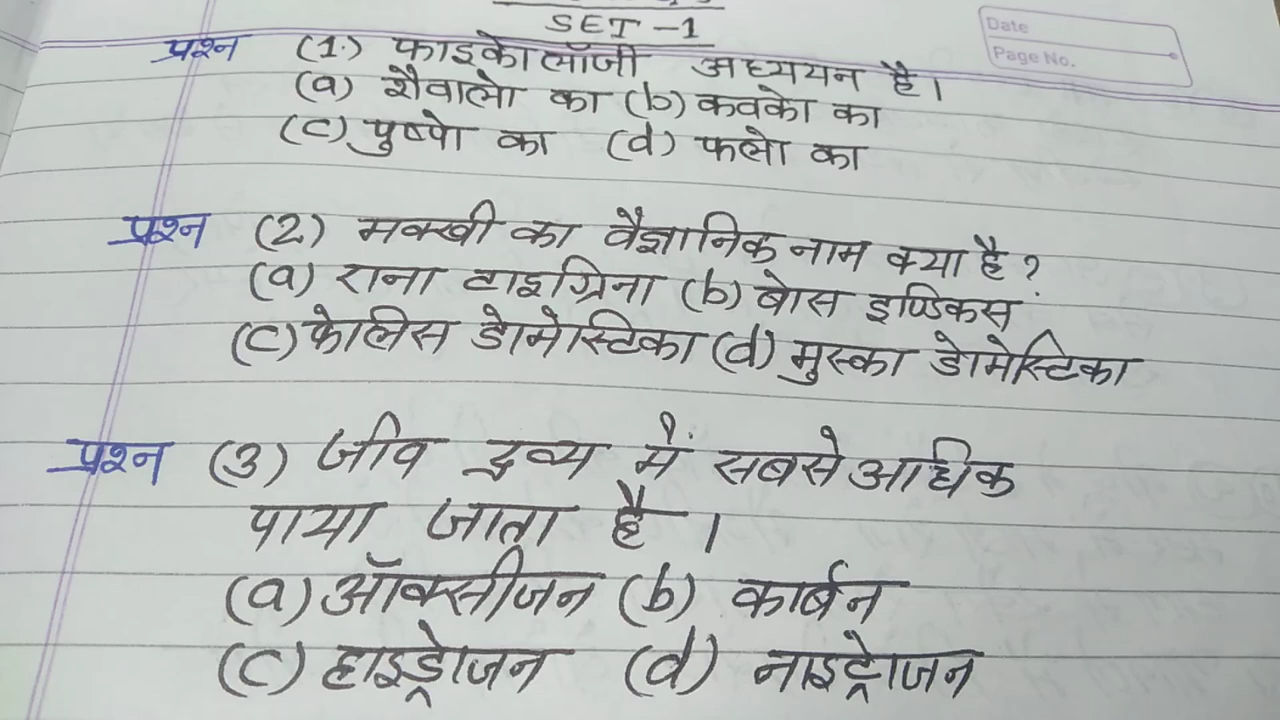 SET -1
Date
Page No.
प्रश्न (1.) फाइकोलॉजी अध्ययन है।
(a) शैवालो का (b) कवको का
(c) पुष्पो का (d) फलो का
प्रश्न (2) मक्खी का वैज्ञानिक नाम क्या है ?
(a) राना टाइग्रिना (b) बोस इण्डिकस
(c) फेलिस डोमेस्टिका (d) मुस्का डोमेस्टिका
प्रश्न (3) जीव द्रव्य में सबसे अधिक
पाया जाता है ।
(a) ऑक्सीजन (b) कार्बन
(c) हाइड्रोजन (d) नाइट्रोजन